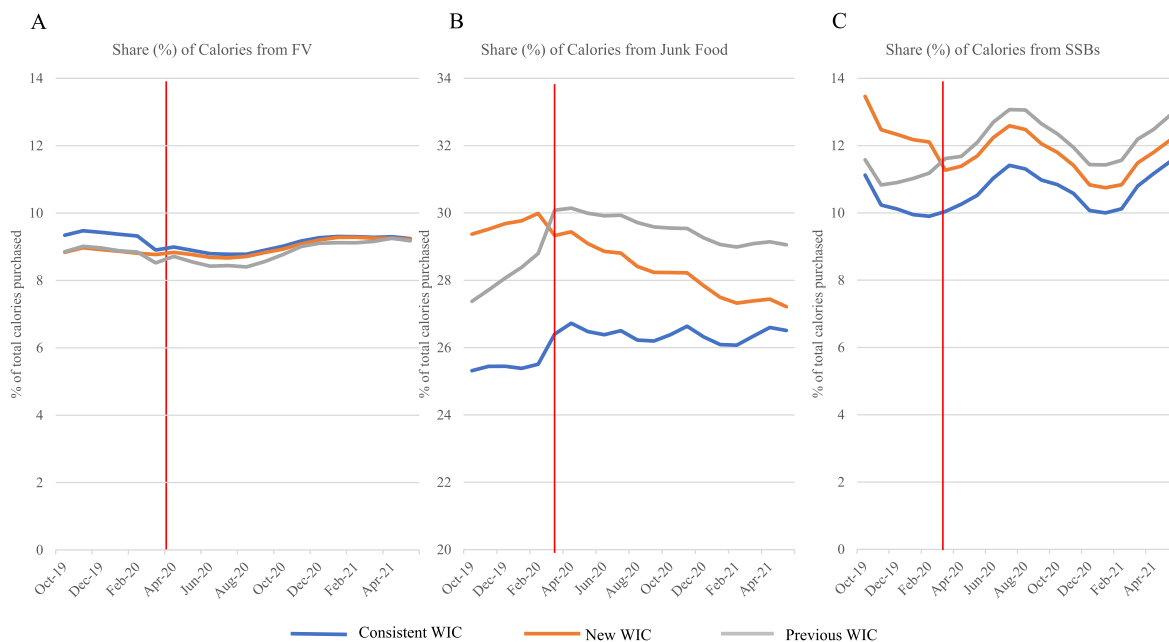 A
Share (%) of Calories from FV
% of total calories purchased
14
12
10
8
6
4
2
0
Oct-19
Dec-19
Feb-20
Apr-20
Jun-20
Aug-20
Oct-20
Dec-20
Feb-21
Apr-21
B
Share (%) of Calories from Junk Food
% of total calories purchased
34
32
30
28
26
24
22
20
Oct-19
Dec-19
Feb-20
Apr-20
Jun-20
Aug-20
Oct-20
Dec-20
Feb-21
Apr-21
C
Share (%) of Calories from SSBs
% of total calories purchased
14
12
10
8
6
4
2
0
Oct-19
Dec-19
Feb-20
Apr-20
Jun-20
Aug-20
Oct-20
Dec-20
Feb-21
Apr-21
Consistent WIC
New WIC
Previous WIC